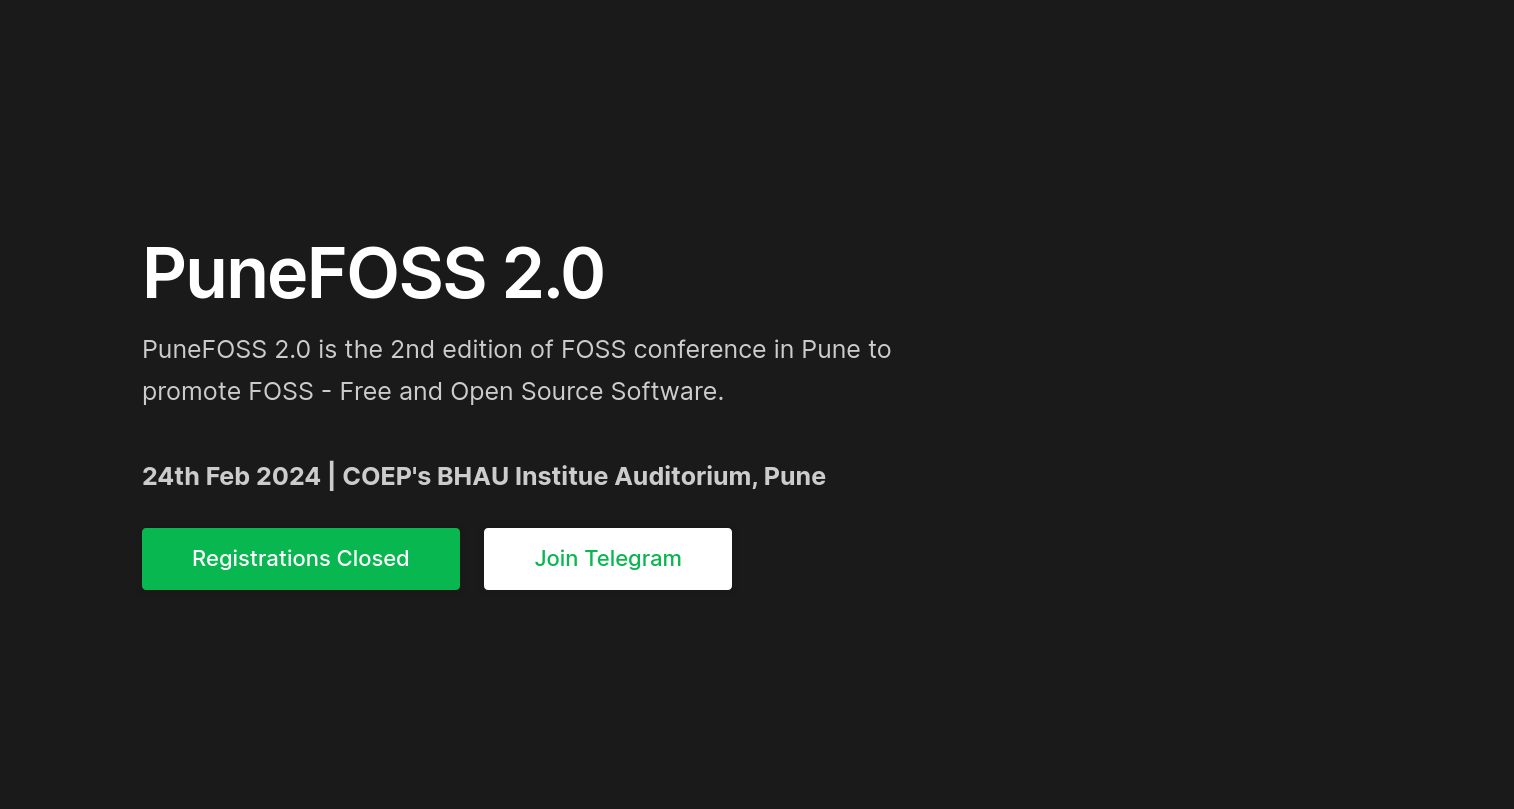 PuneFOSS 2.0
PuneFOSS 2.0 is the 2nd edition of FOSS conference in Pune to
promote FOSS - Free and Open Source Software.
24th Feb 2024 | COEP's BHAU Institue Auditorium, Pune
Registrations Closed
Join Telegram